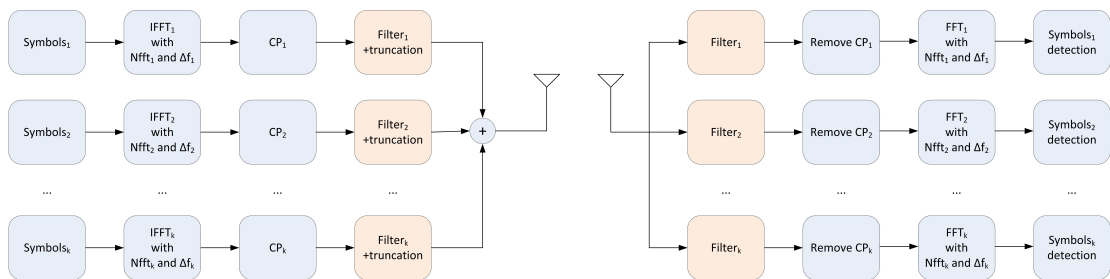 Symbols₁
IFFT₁
with
Nfft₁ and Δf₁
CP₁
Filter₁
+truncation
Filter₁
Remove CP₁
FFT₁
with
Nfft₁ and Δf₁
Symbols₁
detection
Symbols₂
IFFT₂
with
Nfft₂ and Δf₂
CP₂
Filter₂
+truncation
+
Filter₂
Remove CP₂
FFT₂
with
Nfft₂ and Δf₂
Symbols₂
detection
... ... ... ... ... ... ... ...
Symbolsₖ
IFFTₖ
with
Nfftₖ and Δfₖ
CPₖ
Filterₖ
+truncation
Filterₖ
Remove CPₖ
FFTₖ
with
Nfftₖ and Δfₖ
Symbolsₖ
detection